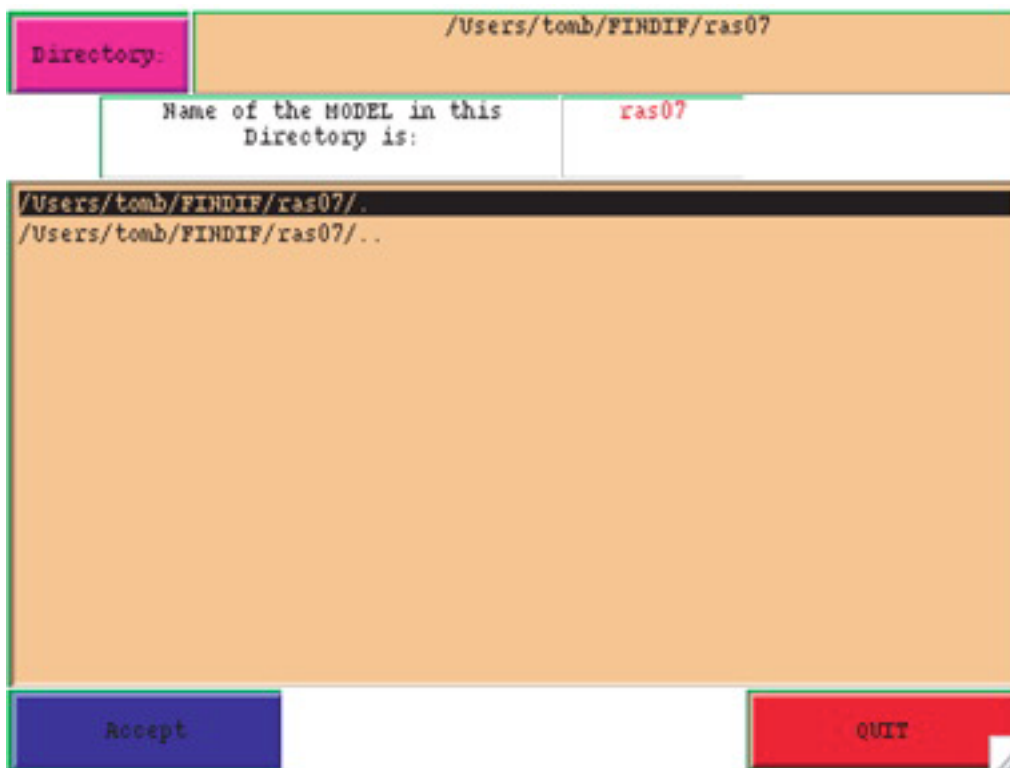 Directory:
/Users/tomb/FINDIF/ras07
Name of the MODEL in this
Directory is:
ras07
/Users/tomb/FINDIF/ras07/.
/Users/tomb/FINDIF/ras07/..
Accept
QUIT